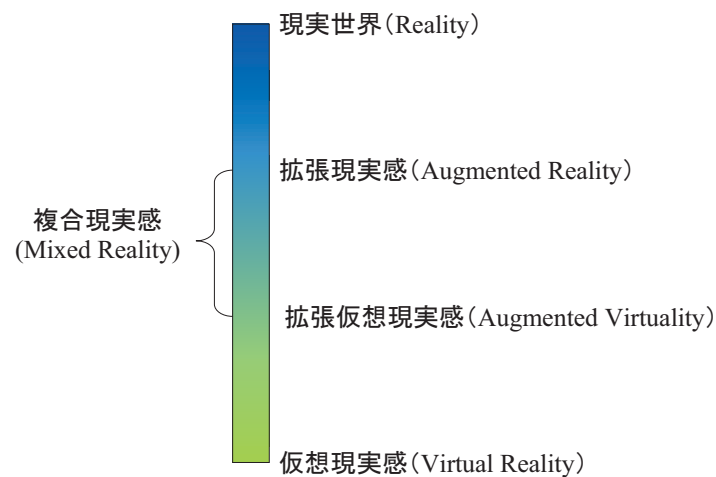 現実世界（Reality）
拡張現実感（Augmented Reality）
複合現実感
(Mixed Reality)
拡張仮想現実感（Augmented Virtuality）
仮想現実感（Virtual Reality）